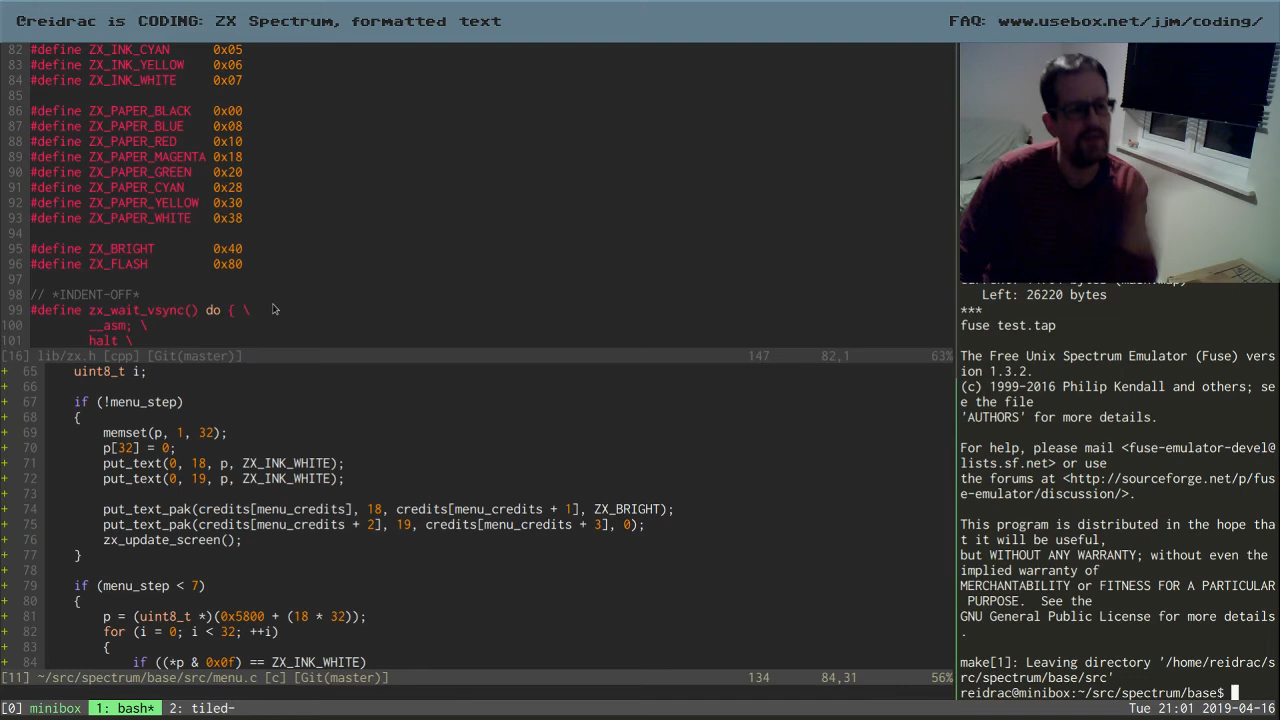 @reidrac is CODING: ZX Spectrum, formatted text
FAQ: www.usebox.net/jjm/coding/
82 #define ZX_INK_CYAN 0x05
83 #define ZX_INK_YELLOW 0x06
84 #define ZX_INK_WHITE 0x07
85
86 #define ZX_PAPER_BLACK 0x00
87 #define ZX_PAPER_BLUE 0x08
88 #define ZX_PAPER_RED 0x10
89 #define ZX_PAPER_MAGENTA 0x18
90 #define ZX_PAPER_GREEN 0x20
91 #define ZX_PAPER_CYAN 0x28
92 #define ZX_PAPER_YELLOW 0x30
93 #define ZX_PAPER_WHITE 0x38
94
95 #define ZX_BRIGHT 0x40
96 #define ZX_FLASH 0x80
97
98 // *INDENT-OFF*
99 #define zx_wait_vsync() do { \
100 __asm; \
101 halt \
[16] lib/zx.h [cpp] [Git(master)] 147 82,1 63%
+ 65 uint8_t i;
+ 66
+ 67 if (!menu_step)
+ 68 {
+ 69 memset(p, 1, 32);
+ 70 p[32] = 0;
+ 71 put_text(0, 18, p, ZX_INK_WHITE);
+ 72 put_text(0, 19, p, ZX_INK_WHITE);
+ 73
+ 74 put_text_pak(credits[menu_credits], 18, credits[menu_credits + 1], ZX_BRIGHT);
+ 75 put_text_pak(credits[menu_credits + 2], 19, credits[menu_credits + 3], 0);
+ 76 zx_update_screen();
+ 77 }
+ 78
+ 79 if (menu_step < 7)
+ 80 {
+ 81 p = (uint8_t *)(0x5800 + (18 * 32));
+ 82 for (i = 0; i < 32; ++i)
+ 83 {
+ 84 if ((*p & 0x0f) == ZX_INK_WHITE)
[11] ~/src/spectrum/base/src/menu.c [c] [Git(master)] 134 84,31 56%
Left: 26220 bytes
***
fuse test.tap

The Free Unix Spectrum Emulator (Fuse) vers
ion 1.3.2.
(c) 1999-2016 Philip Kendall and others; se
e the file
'AUTHORS' for more details.

For help, please mail <fuse-emulator-devel@
lists.sf.net> or use
the forums at <http://sourceforge.net/p/fus
e-emulator/discussion/>.

This program is distributed in the hope tha
t it will be useful,
but WITHOUT ANY WARRANTY; without even the
implied warranty of
MERCHANTABILITY or FITNESS FOR A PARTICULAR
PURPOSE.  See the
GNU General Public License for more details
.

make[1]: Leaving directory '/home/reidrac/s
rc/spectrum/base/src'
reidrac@minibox:~/src/spectrum/base$
[0] minibox 1: bash* 2: tiled- Tue 21:01 2019-04-16